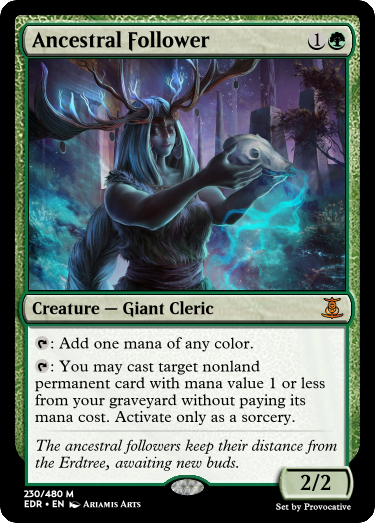 Ancestral Follower 1
Creature — Giant Cleric
: Add one mana of any color.
: You may cast target nonland
permanent card with mana value 1 or less
from your graveyard without paying its
mana cost. Activate only as a sorcery.
The ancestral followers keep their distance from
the Erdtree, awaiting new buds.
2/2
230/480 M
EDR • EN Ariamis Arts
Set by Provocative